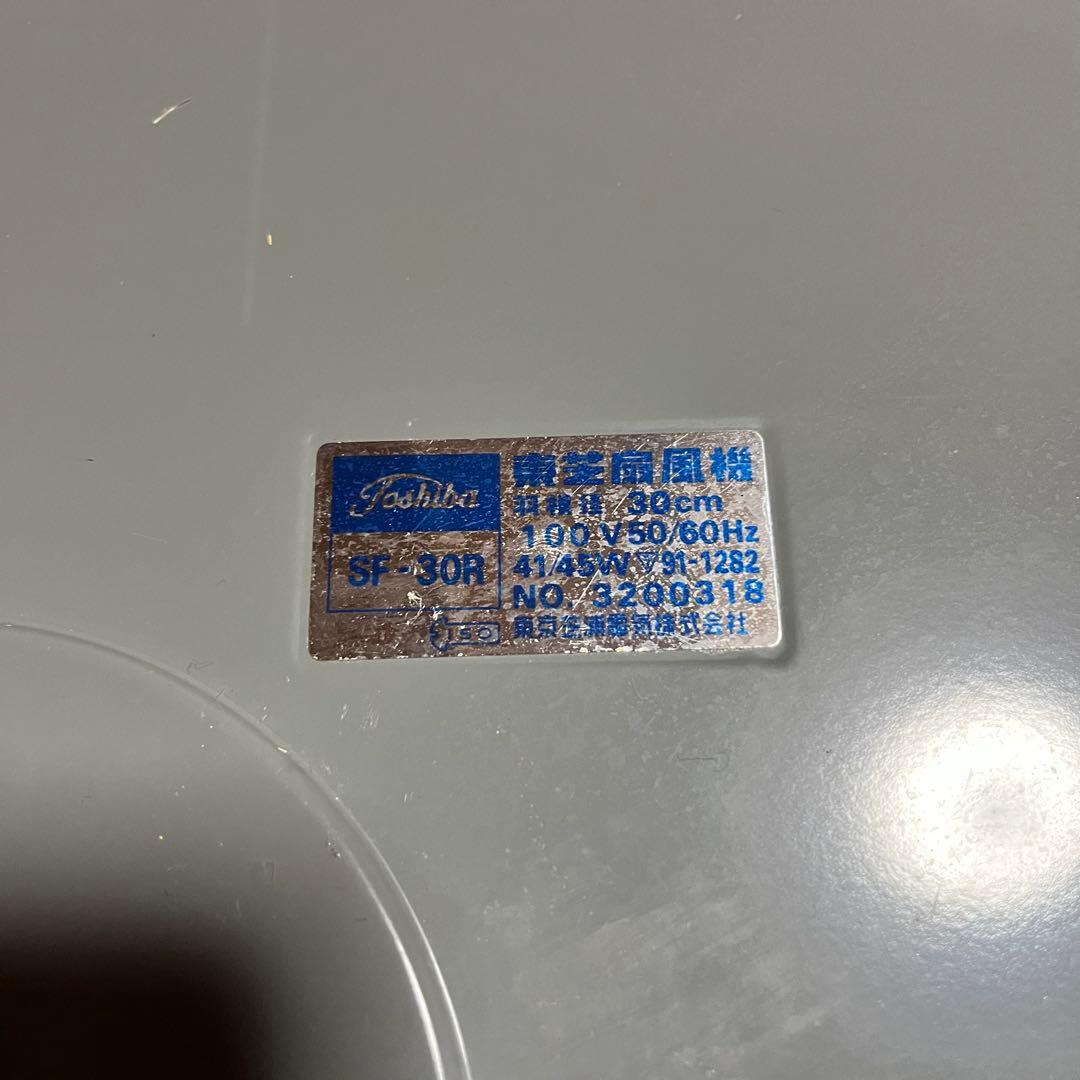 Toshiba
SF-30R
東芝扇風機
羽根径 30cm
100V 50/60Hz
41/45W ▽91-1282
NO. 3200318
ISO
東京芝浦電気株式会社